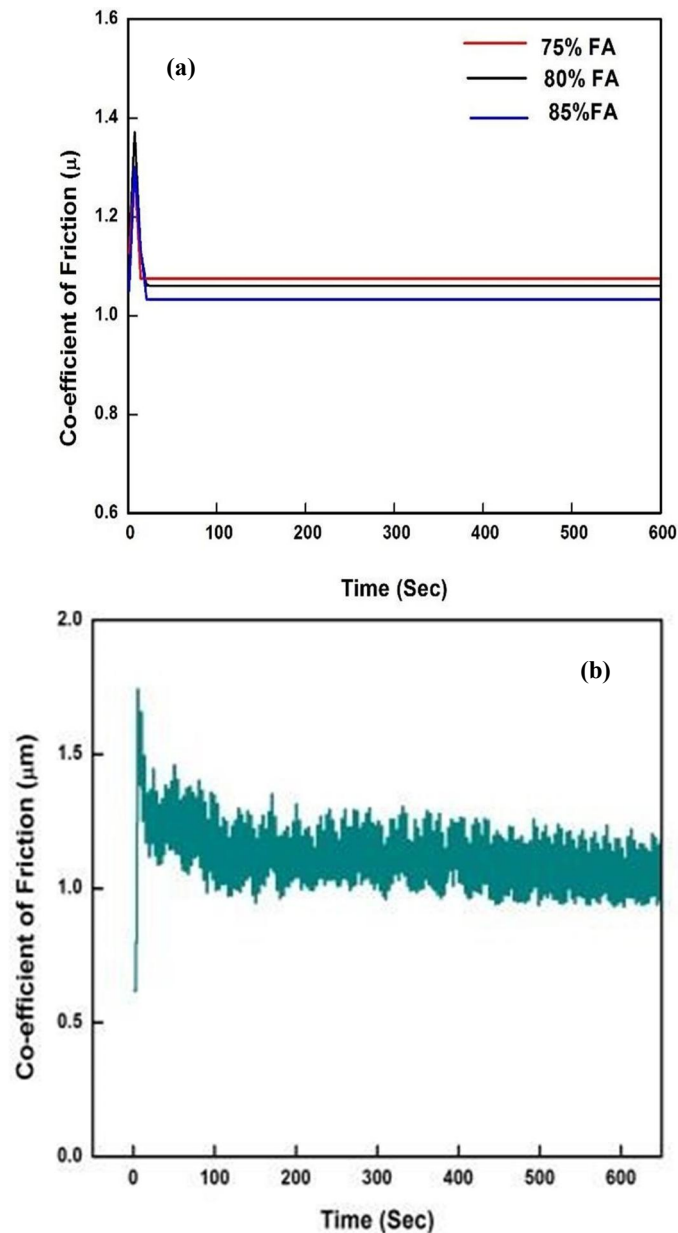 (a)
75% FA
80% FA
85%FA
Co-efficient of Friction (μ)
1.6
1.4
1.2
1.0
0.8
0.6
0 100 200 300 400 500 600
Time (Sec)
(b)
Co-efficient of Friction (μm)
2.0
1.5
1.0
0.5
0.0
0 100 200 300 400 500 600
Time (Sec)